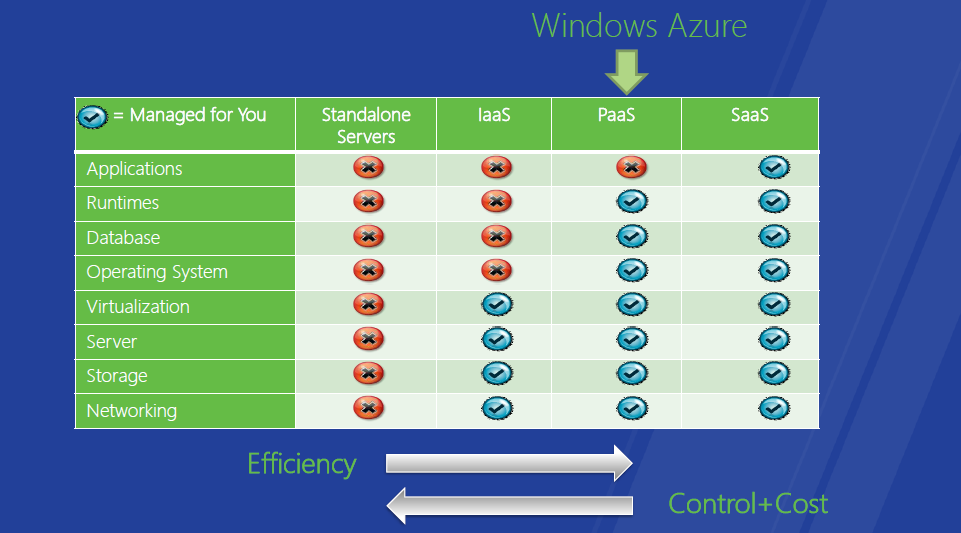 Windows Azure
= Managed for You
Standalone
Servers
IaaS
PaaS
SaaS
Applications
Runtimes
Database
Operating System
Virtualization
Server
Storage
Networking
Efficiency
Control+Cost